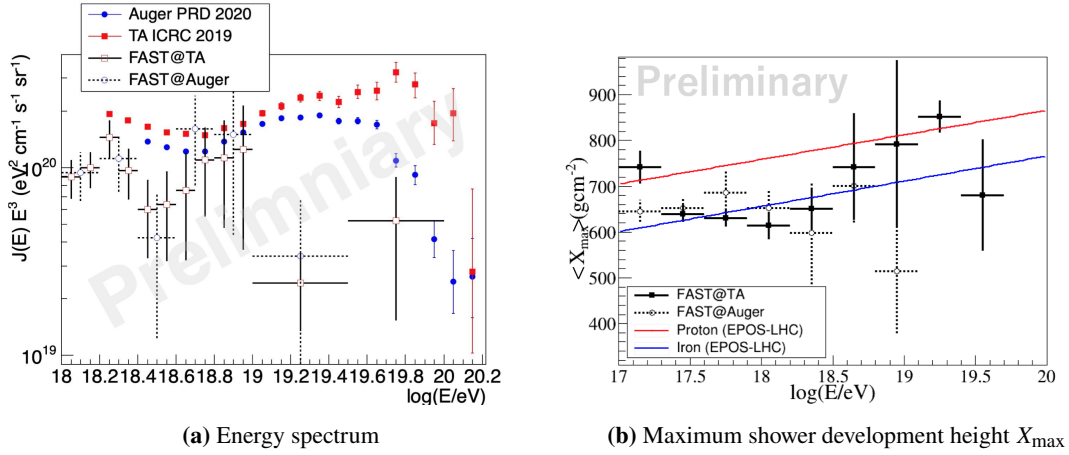 Auger PRD 2020
TA ICRC 2019
FAST@TA
FAST@Auger
J(E) E³ (eV² cm⁻¹ s⁻¹ sr¹)
10²⁰
10¹⁹
18 18.2 18.4 18.6 18.8 19 19.2 19.4 19.6 19.8 20 20.2
log(E/eV)
Prelimniary
(a) Energy spectrum
Preliminary
<X_max>(gcm⁻²)
900
800
700
600
500
400
FAST@TA
FAST@Auger
Proton (EPOS-LHC)
Iron (EPOS-LHC)
17 17.5 18 18.5 19 19.5 20
log(E/eV)
(b) Maximum shower development height X_max